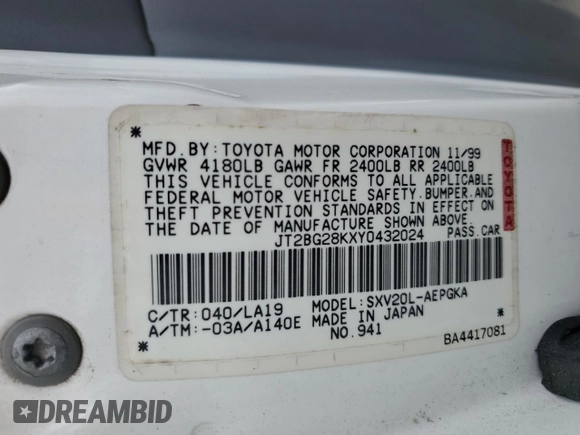 MFD. BY: TOYOTA MOTOR CORPORATION 11/99
GVWR 4180LB GAWR FR 2400LB RR 2400LB
THIS VEHICLE CONFORMS TO ALL APPLICABLE
FEDERAL MOTOR VEHICLE SAFETY, BUMPER, AND
THEFT PREVENTION STANDARDS IN EFFECT ON
THE DATE OF MANUFACTURE SHOWN ABOVE.
JT2BG28KXY0432024 PASS. CAR
TOYOTA
C/TR: 040/LA19 MODEL: SXV20L-AEPGKA
A/TM: -03A/A140E MADE IN JAPAN
NO. 941
BA4417081
DREAMBID